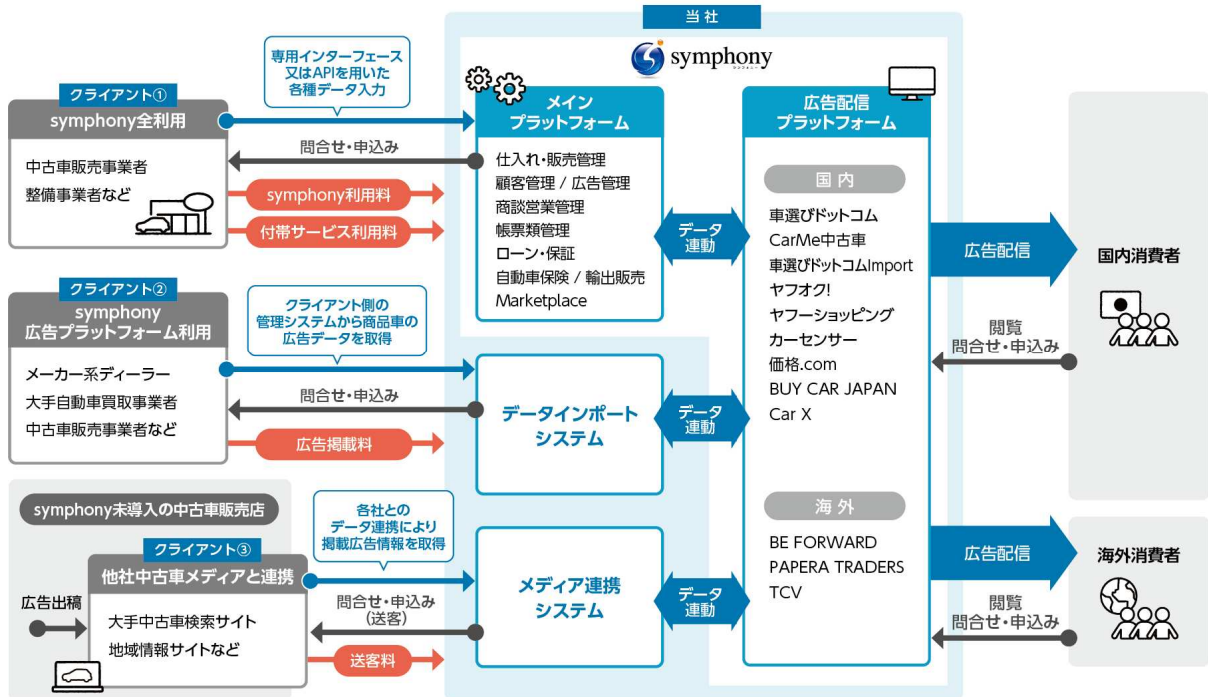 当社
symphony
シンフォニー
専用インターフェース
又はAPIを用いた
各種データ入力
クライアント①
symphony全利用
中古車販売事業者
整備事業者など
問合せ・申込み
symphony利用料
付帯サービス利用料
メイン
プラットフォーム
仕入れ・販売管理
顧客管理 / 広告管理
商談営業管理
帳票類管理
ローン・保証
自動車保険 / 輸出販売
Marketplace
データ
連動
広告配信
プラットフォーム
国内
車選びドットコム
CarMe中古車
車選びドットコムImport
ヤフオク!
ヤフーショッピング
カーセンサー
価格.com
BUY CAR JAPAN
Car X
広告配信
国内消費者
閲覧
問合せ・申込み
クライアント②
symphony
広告プラットフォーム利用
メーカー系ディーラー
大手自動車買取事業者
中古車販売事業者など
クライアント側の
管理システムから商品車の
広告データを取得
問合せ・申込み
広告掲載料
データインポート
システム
データ
連動
symphony未導入の中古車販売店
クライアント③
他社中古車メディアと連携
広告出稿
大手中古車検索サイト
地域情報サイトなど
各社との
データ連携により
掲載広告情報を取得
問合せ・申込み
(送客)
送客料
メディア連携
システム
データ
連動
海外
BE FORWARD
PAPERA TRADERS
TCV
広告配信
海外消費者
閲覧
問合せ・申込み